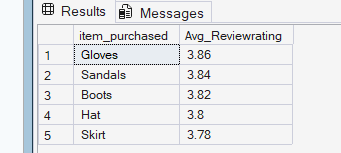 Results Messages
item_purchased Avg_Reviewrating
1 Gloves 3.86
2 Sandals 3.84
3 Boots 3.82
4 Hat 3.8
5 Skirt 3.78